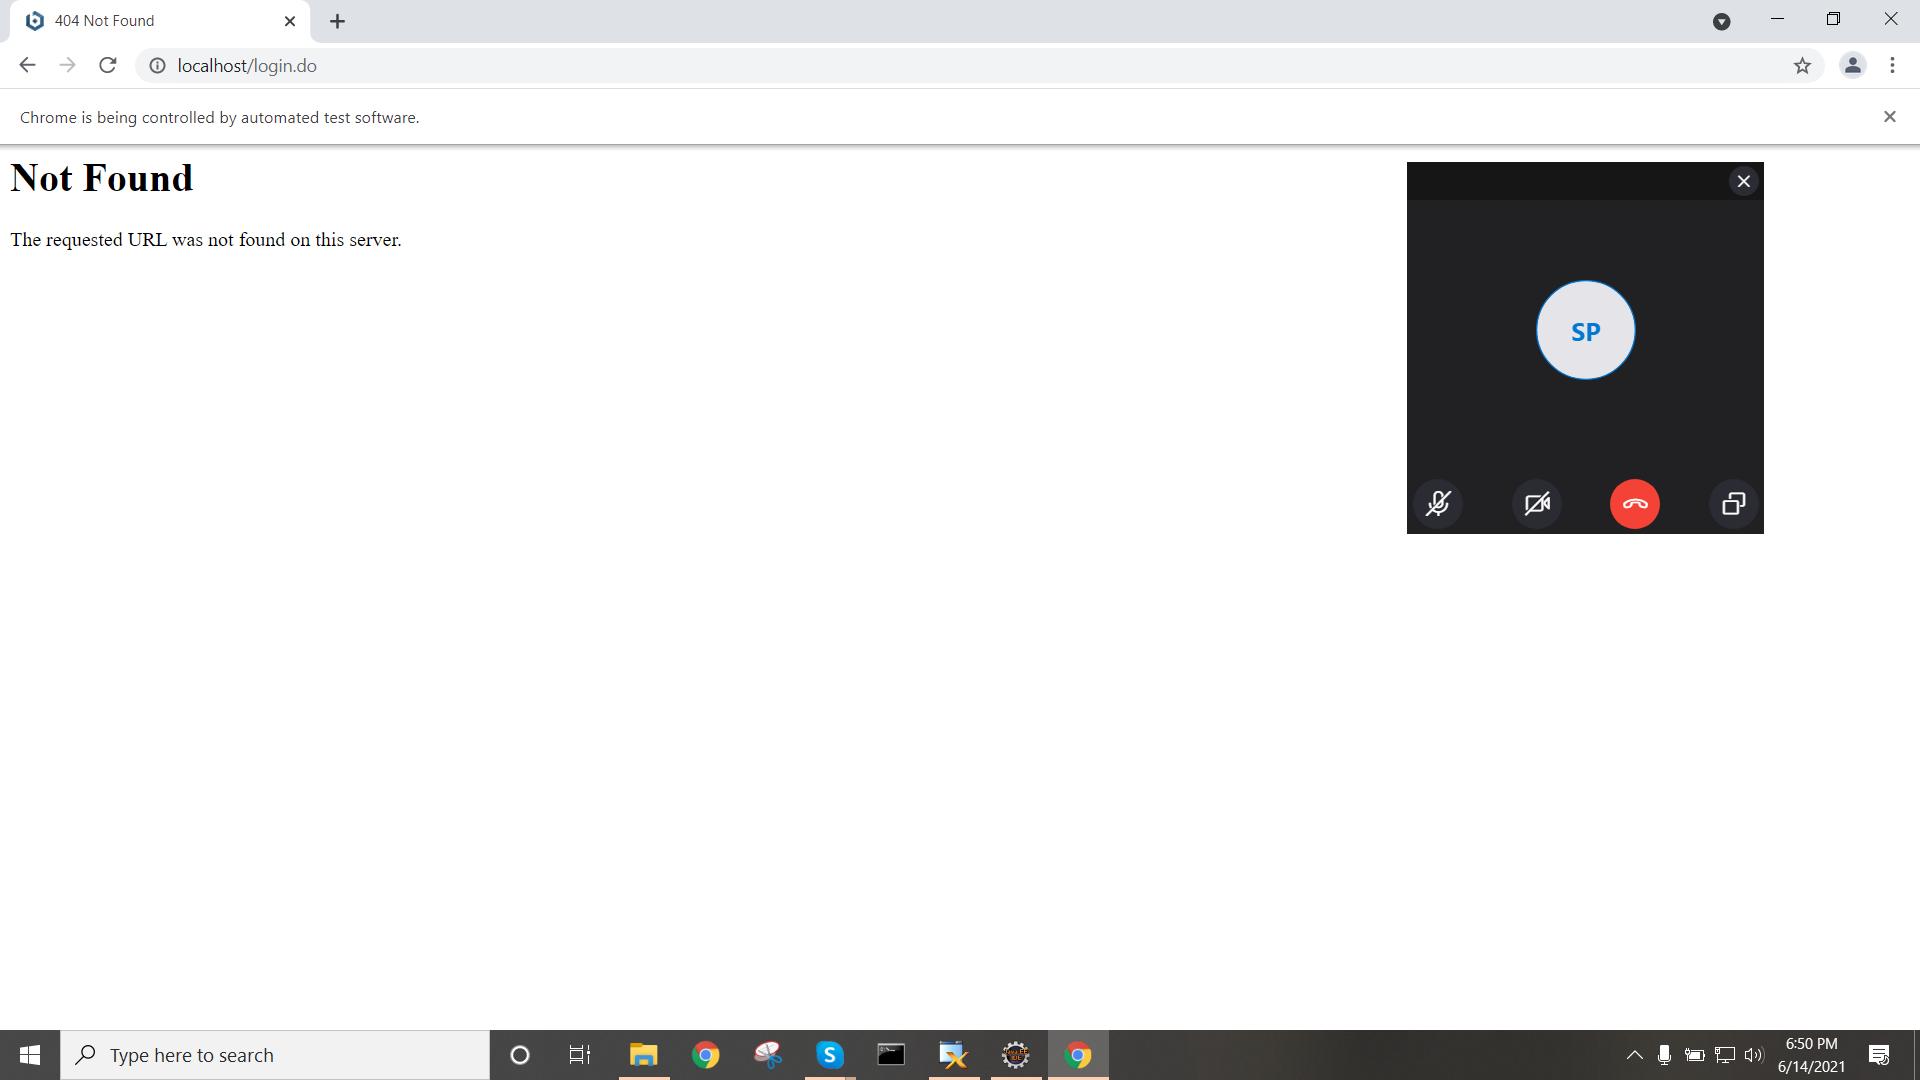 404 Not Found
localhost/login.do
Chrome is being controlled by automated test software.
Not Found
The requested URL was not found on this server.
SP
Type here to search
S
6:50 PM
6/14/2021